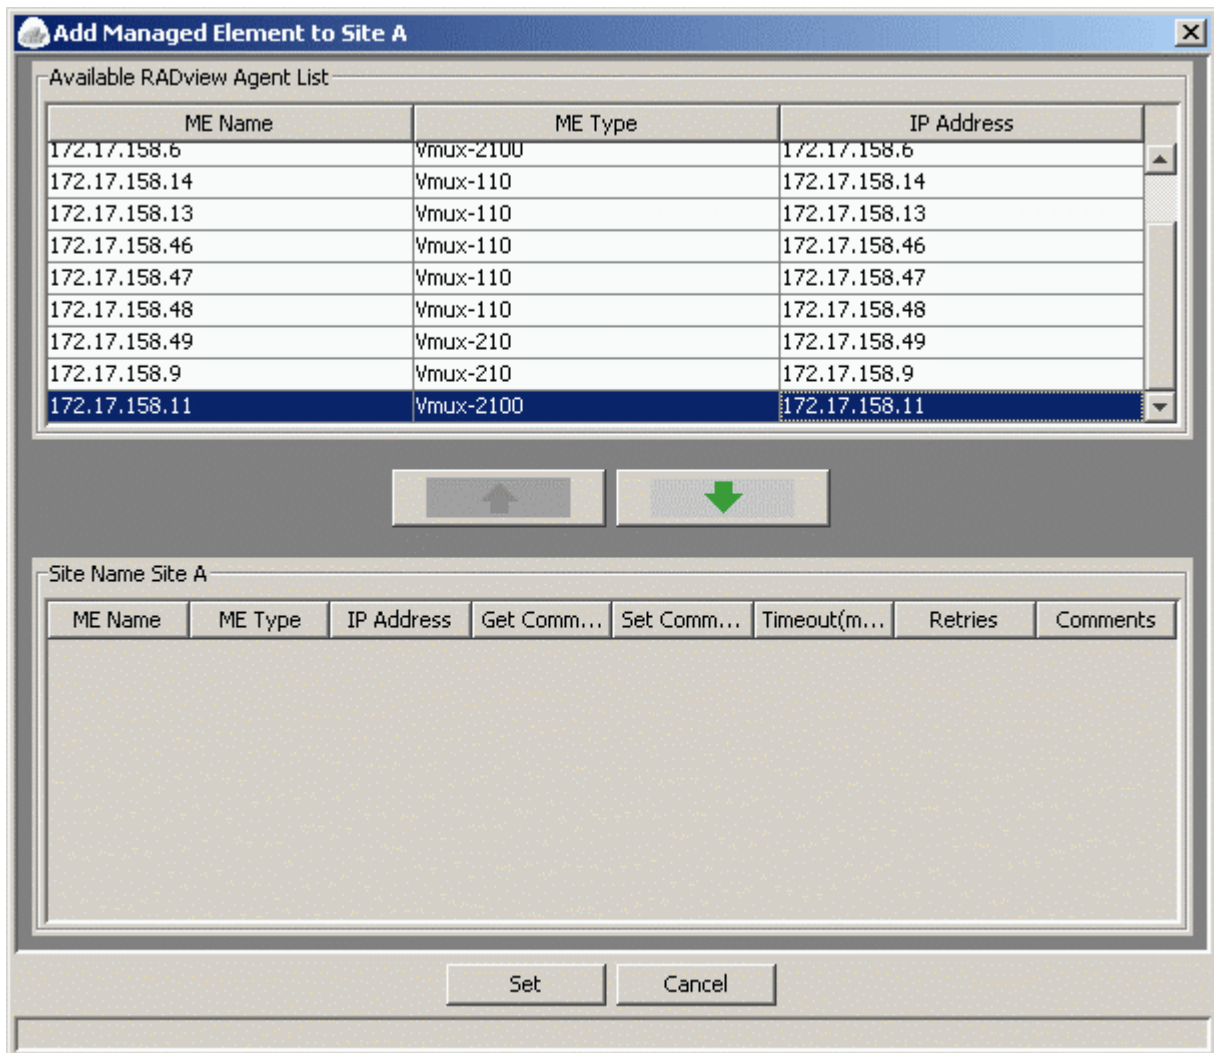 Add Managed Element to Site A
Available RADview Agent List
ME Name ME Type IP Address
172.17.158.6 Vmux-2100 172.17.158.6
172.17.158.14 Vmux-110 172.17.158.14
172.17.158.13 Vmux-110 172.17.158.13
172.17.158.46 Vmux-110 172.17.158.46
172.17.158.47 Vmux-110 172.17.158.47
172.17.158.48 Vmux-110 172.17.158.48
172.17.158.49 Vmux-210 172.17.158.49
172.17.158.9 Vmux-210 172.17.158.9
172.17.158.11 Vmux-2100 172.17.158.11
Site Name Site A
ME Name ME Type IP Address Get Comm... Set Comm... Timeout(m... Retries Comments
Set Cancel